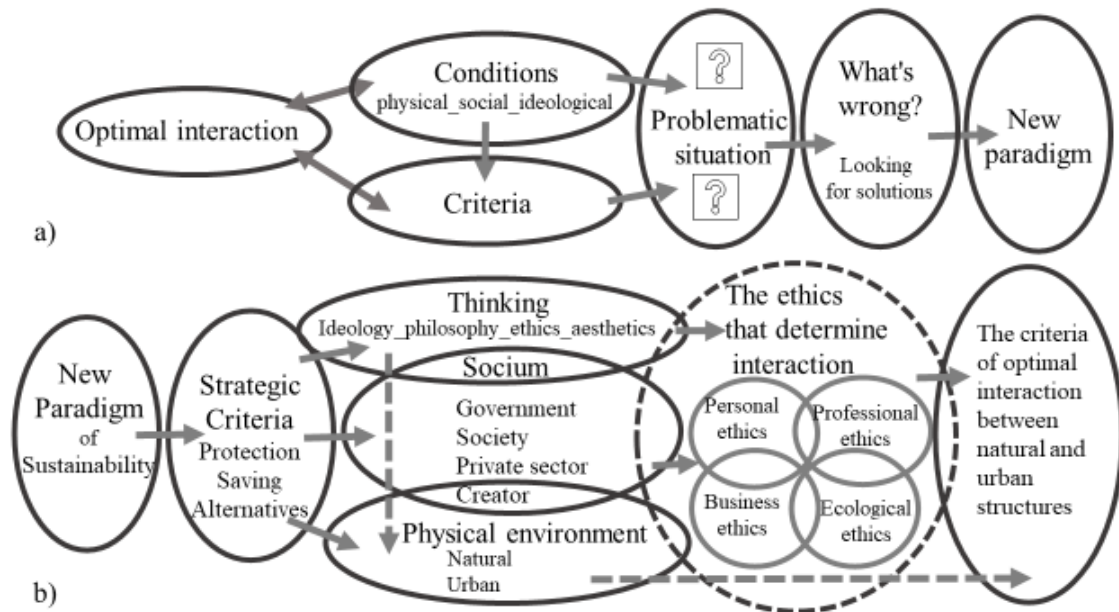 Optimal interaction
Conditions
physical_social_ideological
Criteria
?
Problematic
situation
?
What's
wrong?
Looking
for solutions
New
paradigm
a)
New
Paradigm
of
Sustainability
Strategic
Criteria
Protection
Saving
Alternatives
Thinking
Ideology_philosophy_ethics_aesthetics
Socium
Government
Society
Private sector
Creator
Physical environment
Natural
Urban
The ethics
that determine
interaction
Personal
ethics
Professional
ethics
Business
ethics
Ecological
ethics
The criteria
of optimal
interaction
between
natural and
urban
structures
b)